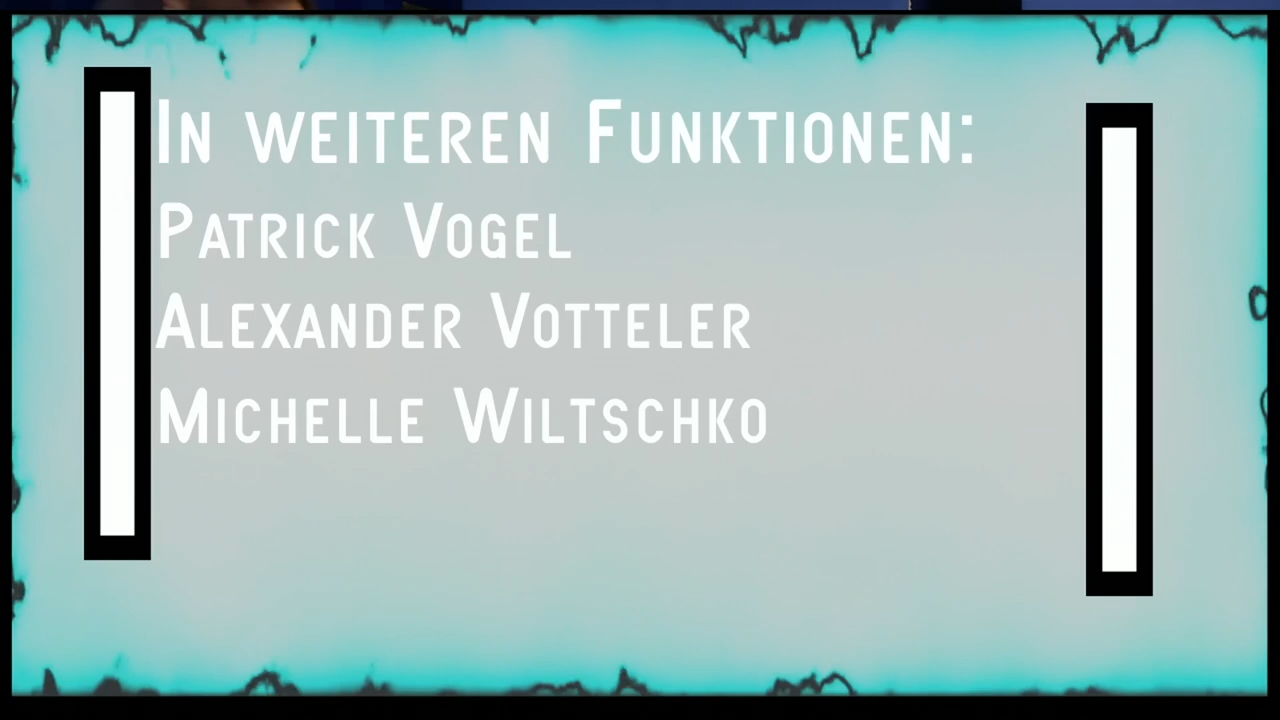 In weiteren Funktionen:
Patrick Vogel
Alexander Votteler
Michelle Wiltschko